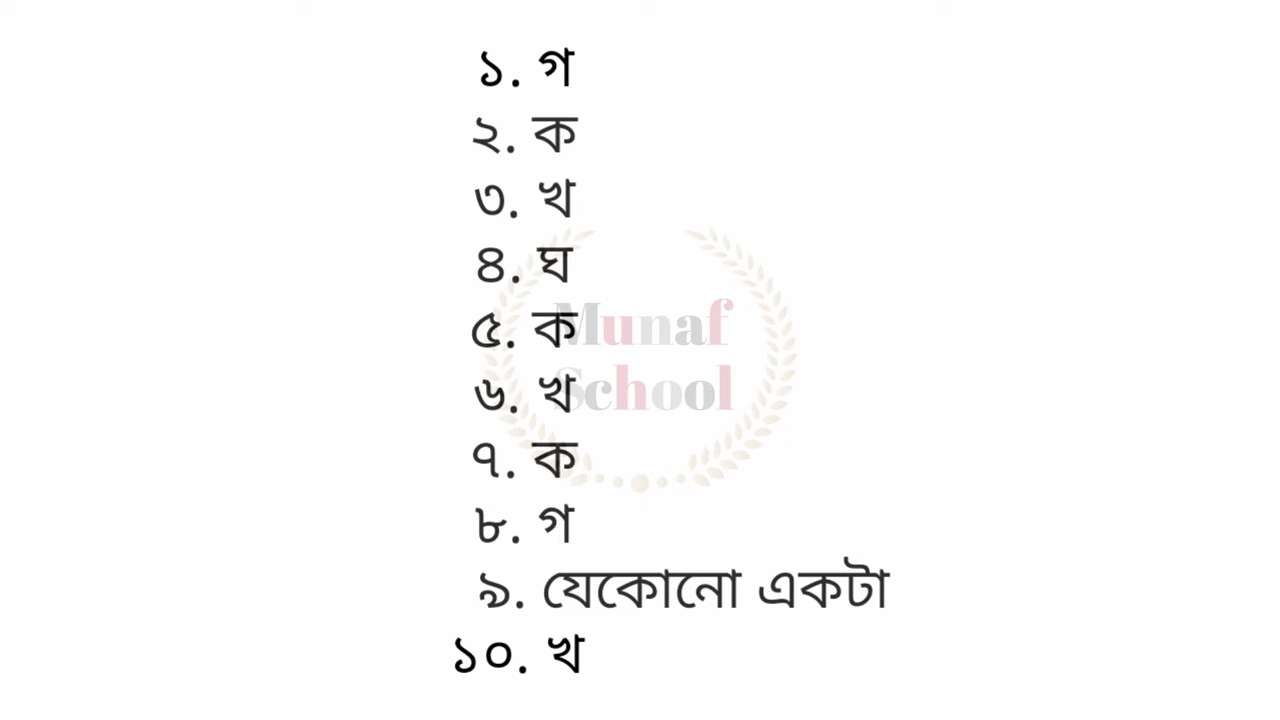 ১. গ
২. ক
৩. খ
৪. ঘ
৫. ক
৬. খ
৭. ক
৮. গ
৯. যেকোনো একটা
১০. খ
Munaf
School